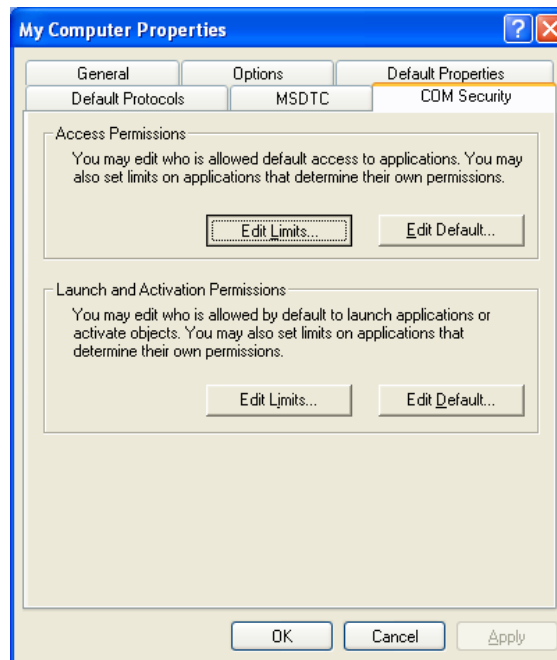 My Computer Properties
General Options Default Properties
Default Protocols MSDTC COM Security
Access Permissions
You may edit who is allowed default access to applications. You may
also set limits on applications that determine their own permissions.
Edit Limits... Edit Default...
Launch and Activation Permissions
You may edit who is allowed by default to launch applications or
activate objects. You may also set limits on applications that
determine their own permissions.
Edit Limits... Edit Default...
OK Cancel Apply